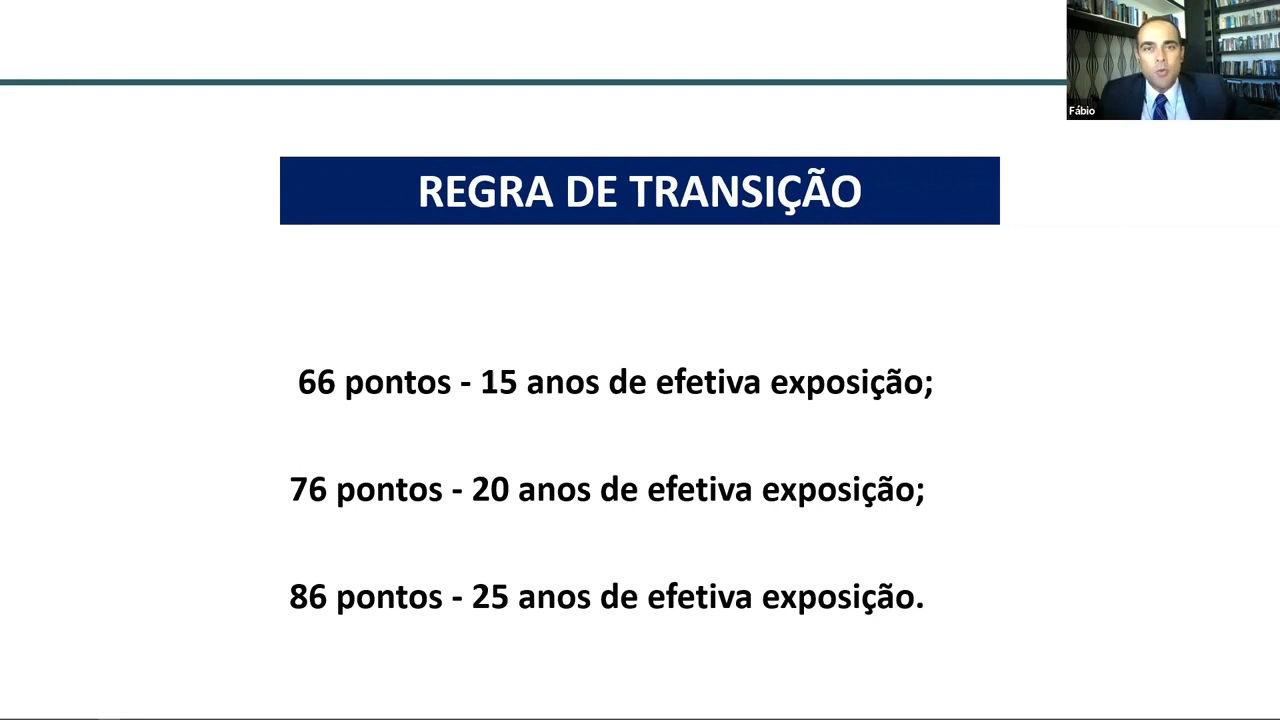 Fábio
REGRA DE TRANSIÇÃO
66 pontos - 15 anos de efetiva exposição;
76 pontos - 20 anos de efetiva exposição;
86 pontos - 25 anos de efetiva exposição.